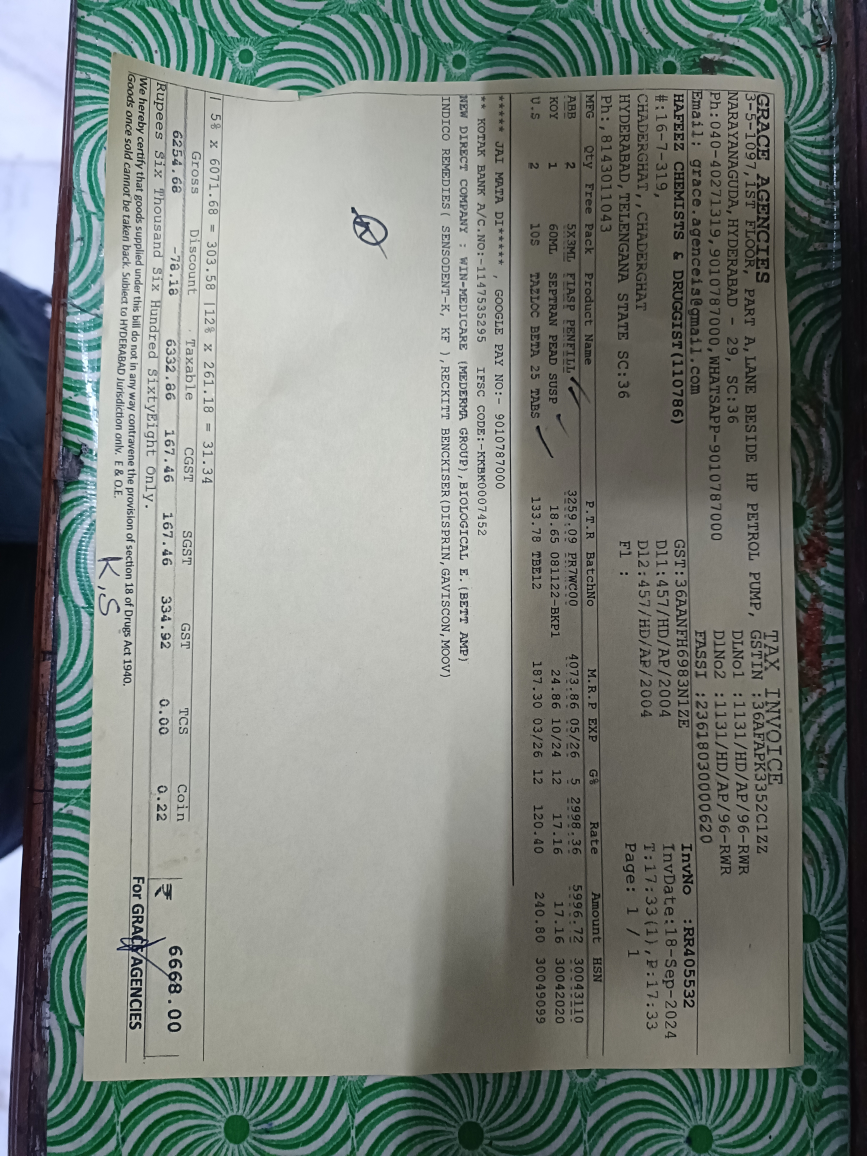 GRACE AGENCIES
3-5-1097,1ST FLOOR, PART A,LANE BESIDE HP PETROL PUMP,
NARAYANAGUDA,HYDERABAD - 29, SC:36
Ph:040-40271319,9010787000,WHATSAPP-9010787000
Email: grace.agenceis@gmail.com
TAX INVOICE
GSTIN :36AFAPK3352C1ZZ
DLNo1 :1131/HD/AP/96-RWR
DlNo2 :1131/HD/AP/96-RWR
FASSI :23618030000620
HAFEEZ CHEMISTS & DRUGGIST(110786)
#:16-7-319,
CHADERGHAT,,CHADERGHAT
HYDERABAD,TELENGANA STATE SC:36
Ph:,8143011043
GST:36AANFH6983N1ZE
D11:457/HD/AP/2004
D12:457/HD/AP/2004
F1 :
InvNo :RR405532
InvDate:18-Sep-2024
T:17:33(1),P:17:33
Page: 1 / 1
MFG Qty Free Pack Product Name P.T.R BatchNo M.R.P EXP G% Rate Amount HSN
ABB 2 5X3ML FIASP PENFILL 3259.09 PR7WC00 4073.86 05/26 5 2998.36 5996.72 30043110
KOY 1 60ML SEPTRAN PEAD SUSP 18.65 081122-BKP1 24.86 10/24 12 17.16 17.16 30042020
U.S 2 10S TAZLOC BETA 25 TABS 133.78 TBE12 187.30 03/26 12 120.40 240.80 30049099
***** JAI MATA DI***** , GOOGLE PAY NO:- 9010787000
** KOTAK BANK A/C.NO:-1147535295 IFSC CODE:-KKBK0007452
NEW DIRECT COMPANY : WIN-MEDICARE (MEDERMA GROUP),BIOLOGICAL E.(BETT AMP)
INDICO REMEDIES( SENSODENT-K, KF ),RECKITT BENCKISER(DISPRIN,GAVISCON,MOOV)
| 5% x 6071.68 = 303.58 |12% x 261.18 = 31.34
Gross Discount Taxable CGST SGST GST TCS Coin
6254.68 -78.18 6332.86 167.46 167.46 334.92 0.00 0.22
₹ 6668.00
Rupees Six Thousand Six Hundred SixtyEight Only.
We hereby certify that goods supplied under this bill do not in any way contravene the provision of section 18 of Drugs Act 1940.
Goods once sold cannot be taken back. Subject to HYDERABAD Jurisdiction only. E & O.E.
For GRACE AGENCIES
K,S